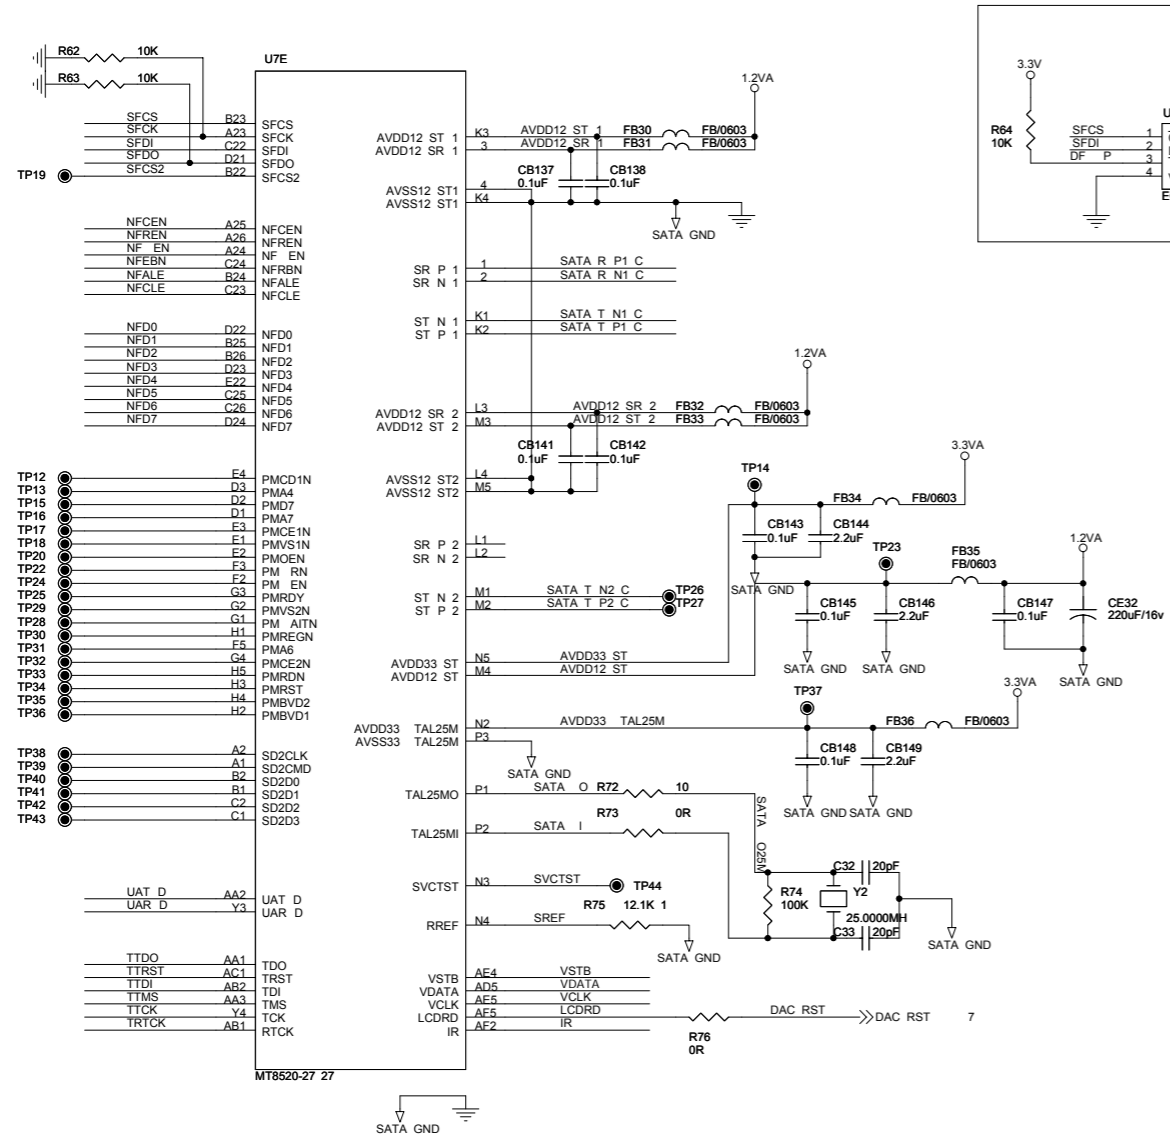 R62 10K
R63 10K
U7E
SFCS B23 SFCS
SFCK A23 SFCK
SFDI C22 SFDI
SFDO D21 SFDO
TP19 SFCS2 B22 SFCS2
NFCEN A25 NFCEN
NFREN A26 NFREN
NF EN A24 NF EN
NFEBN C24 NFRBN
NFALE B24 NFALE
NFCLE C23 NFCLE
NFD0 D22 NFD0
NFD1 B25 NFD1
NFD2 B26 NFD2
NFD3 D23 NFD3
NFD4 E22 NFD4
NFD5 C25 NFD5
NFD6 C26 NFD6
NFD7 D24 NFD7
TP12 E4 PMCD1N
TP13 D3 PMA4
TP15 D2 PMD7
TP16 D1 PMA7
TP17 E3 PMCE1N
TP18 E1 PMVS1N
TP20 E2 PMOEN
TP22 F3 PM RN
TP24 F2 PM EN
TP25 G3 PMRDY
TP29 G2 PMVS2N
TP28 G1 PM AITN
TP30 H1 PMREGN
TP31 F5 PMA6
TP32 G4 PMCE2N
TP33 H5 PMRDN
TP34 H3 PMRST
TP35 H4 PMBVD2
TP36 H2 PMBVD1
TP38 A2 SD2CLK
TP39 A1 SD2CMD
TP40 B2 SD2D0
TP41 B1 SD2D1
TP42 C2 SD2D2
TP43 C1 SD2D3
UAT D AA2 UAT D
UAR D Y3 UAR D
TTDO AA1 TDO
TTRST AC1 TRST
TTDI AB2 TDI
TTMS AA3 TMS
TTCK Y4 TCK
TRTCK AB1 RTCK
MT8520-27 27
SATA GND
1.2VA
AVDD12 ST 1 K3 AVDD12 ST 1 FB30 FB/0603
AVDD12 SR 1 3 AVDD12 SR 1 FB31 FB/0603
CB137 0.1uF
CB138 0.1uF
AVSS12 ST1 4
AVSS12 ST1 K4
SATA GND
SR P 1 1 SATA R P1 C
SR N 1 2 SATA R N1 C
ST N 1 K1 SATA T N1 C
ST P 1 K2 SATA T P1 C
1.2VA
AVDD12 SR 2 L3 AVDD12 SR 2 FB32 FB/0603
AVDD12 ST 2 M3 AVDD12 ST 2 FB33 FB/0603
CB141 0.1uF
CB142 0.1uF
AVSS12 ST2 L4
AVSS12 ST2 M5
3.3VA
TP14
FB34 FB/0603
CB143 0.1uF
CB144 2.2uF
SATA GND
SR P 2 L1
SR N 2 L2
ST N 2 M1 SATA T N2 C TP26
ST P 2 M2 SATA T P2 C TP27
TP23
FB35 FB/0603
1.2VA
CB145 0.1uF
CB146 2.2uF
CB147 0.1uF
CE32 220uF/16v
SATA GND
SATA GND
SATA GND
AVDD33 ST N5 AVDD33 ST
AVDD12 ST M4 AVDD12 ST
3.3VA
TP37
AVDD33 TAL25M N2 AVDD33 TAL25M FB36 FB/0603
AVSS33 TAL25M P3
SATA GND
CB148 0.1uF
CB149 2.2uF
SATA GND
SATA GND
TAL25MO P1 SATA O R72 10
TAL25MI P2 SATA I R73 0R
SATA O25M
C32 20pF
R74 100K
Y2
25.0000MH
C33 20pF
SATA GND
SVCTST N3 SVCTST TP44
RREF N4 SREF R75 12.1K 1
SATA GND
VSTB AE4 VSTB
VDATA AD5 VDATA
VCLK AE5 VCLK
LCDRD AF5 LCDRD
IR AF2 IR
R76 0R
DAC RST DAC RST 7
3.3V
R64 10K
SFCS 1
SFDI 2
DF P 3
4